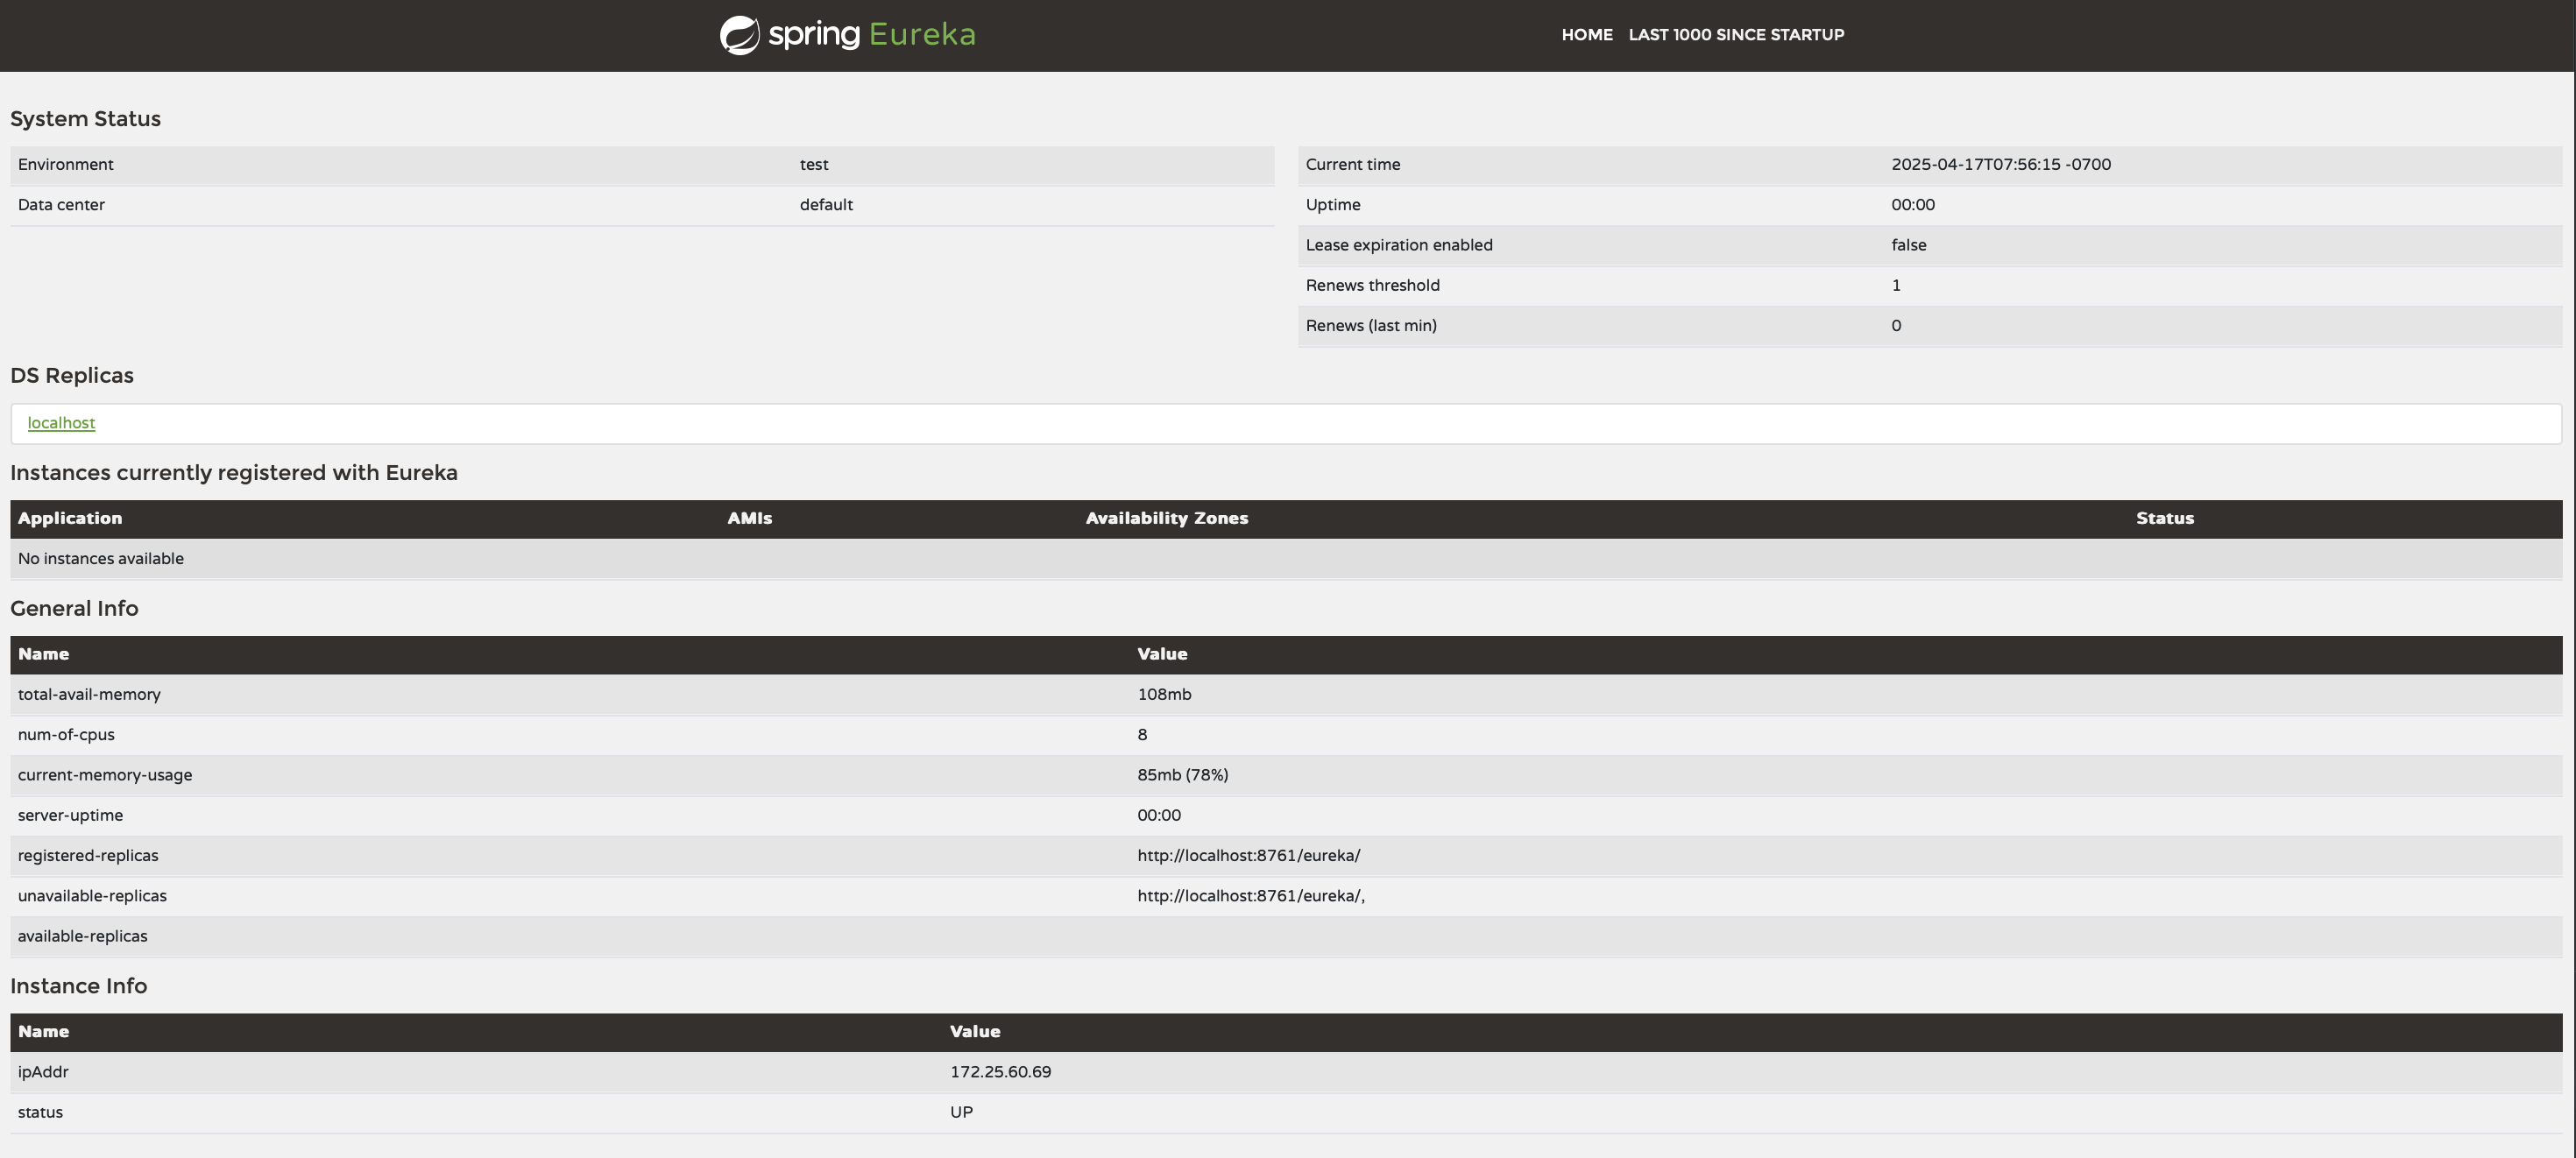 spring Eureka
HOME LAST 1000 SINCE STARTUP
System Status
Environment test
Data center default
Current time 2025-04-17T07:56:15 -0700
Uptime 00:00
Lease expiration enabled false
Renews threshold 1
Renews (last min) 0
DS Replicas
localhost
Instances currently registered with Eureka
Application AMIs Availability Zones Status
No instances available
General Info
Name Value
total-avail-memory 108mb
num-of-cpus 8
current-memory-usage 85mb (78%)
server-uptime 00:00
registered-replicas http://localhost:8761/eureka/
unavailable-replicas http://localhost:8761/eureka/,
available-replicas
Instance Info
Name Value
ipAddr 172.25.60.69
status UP